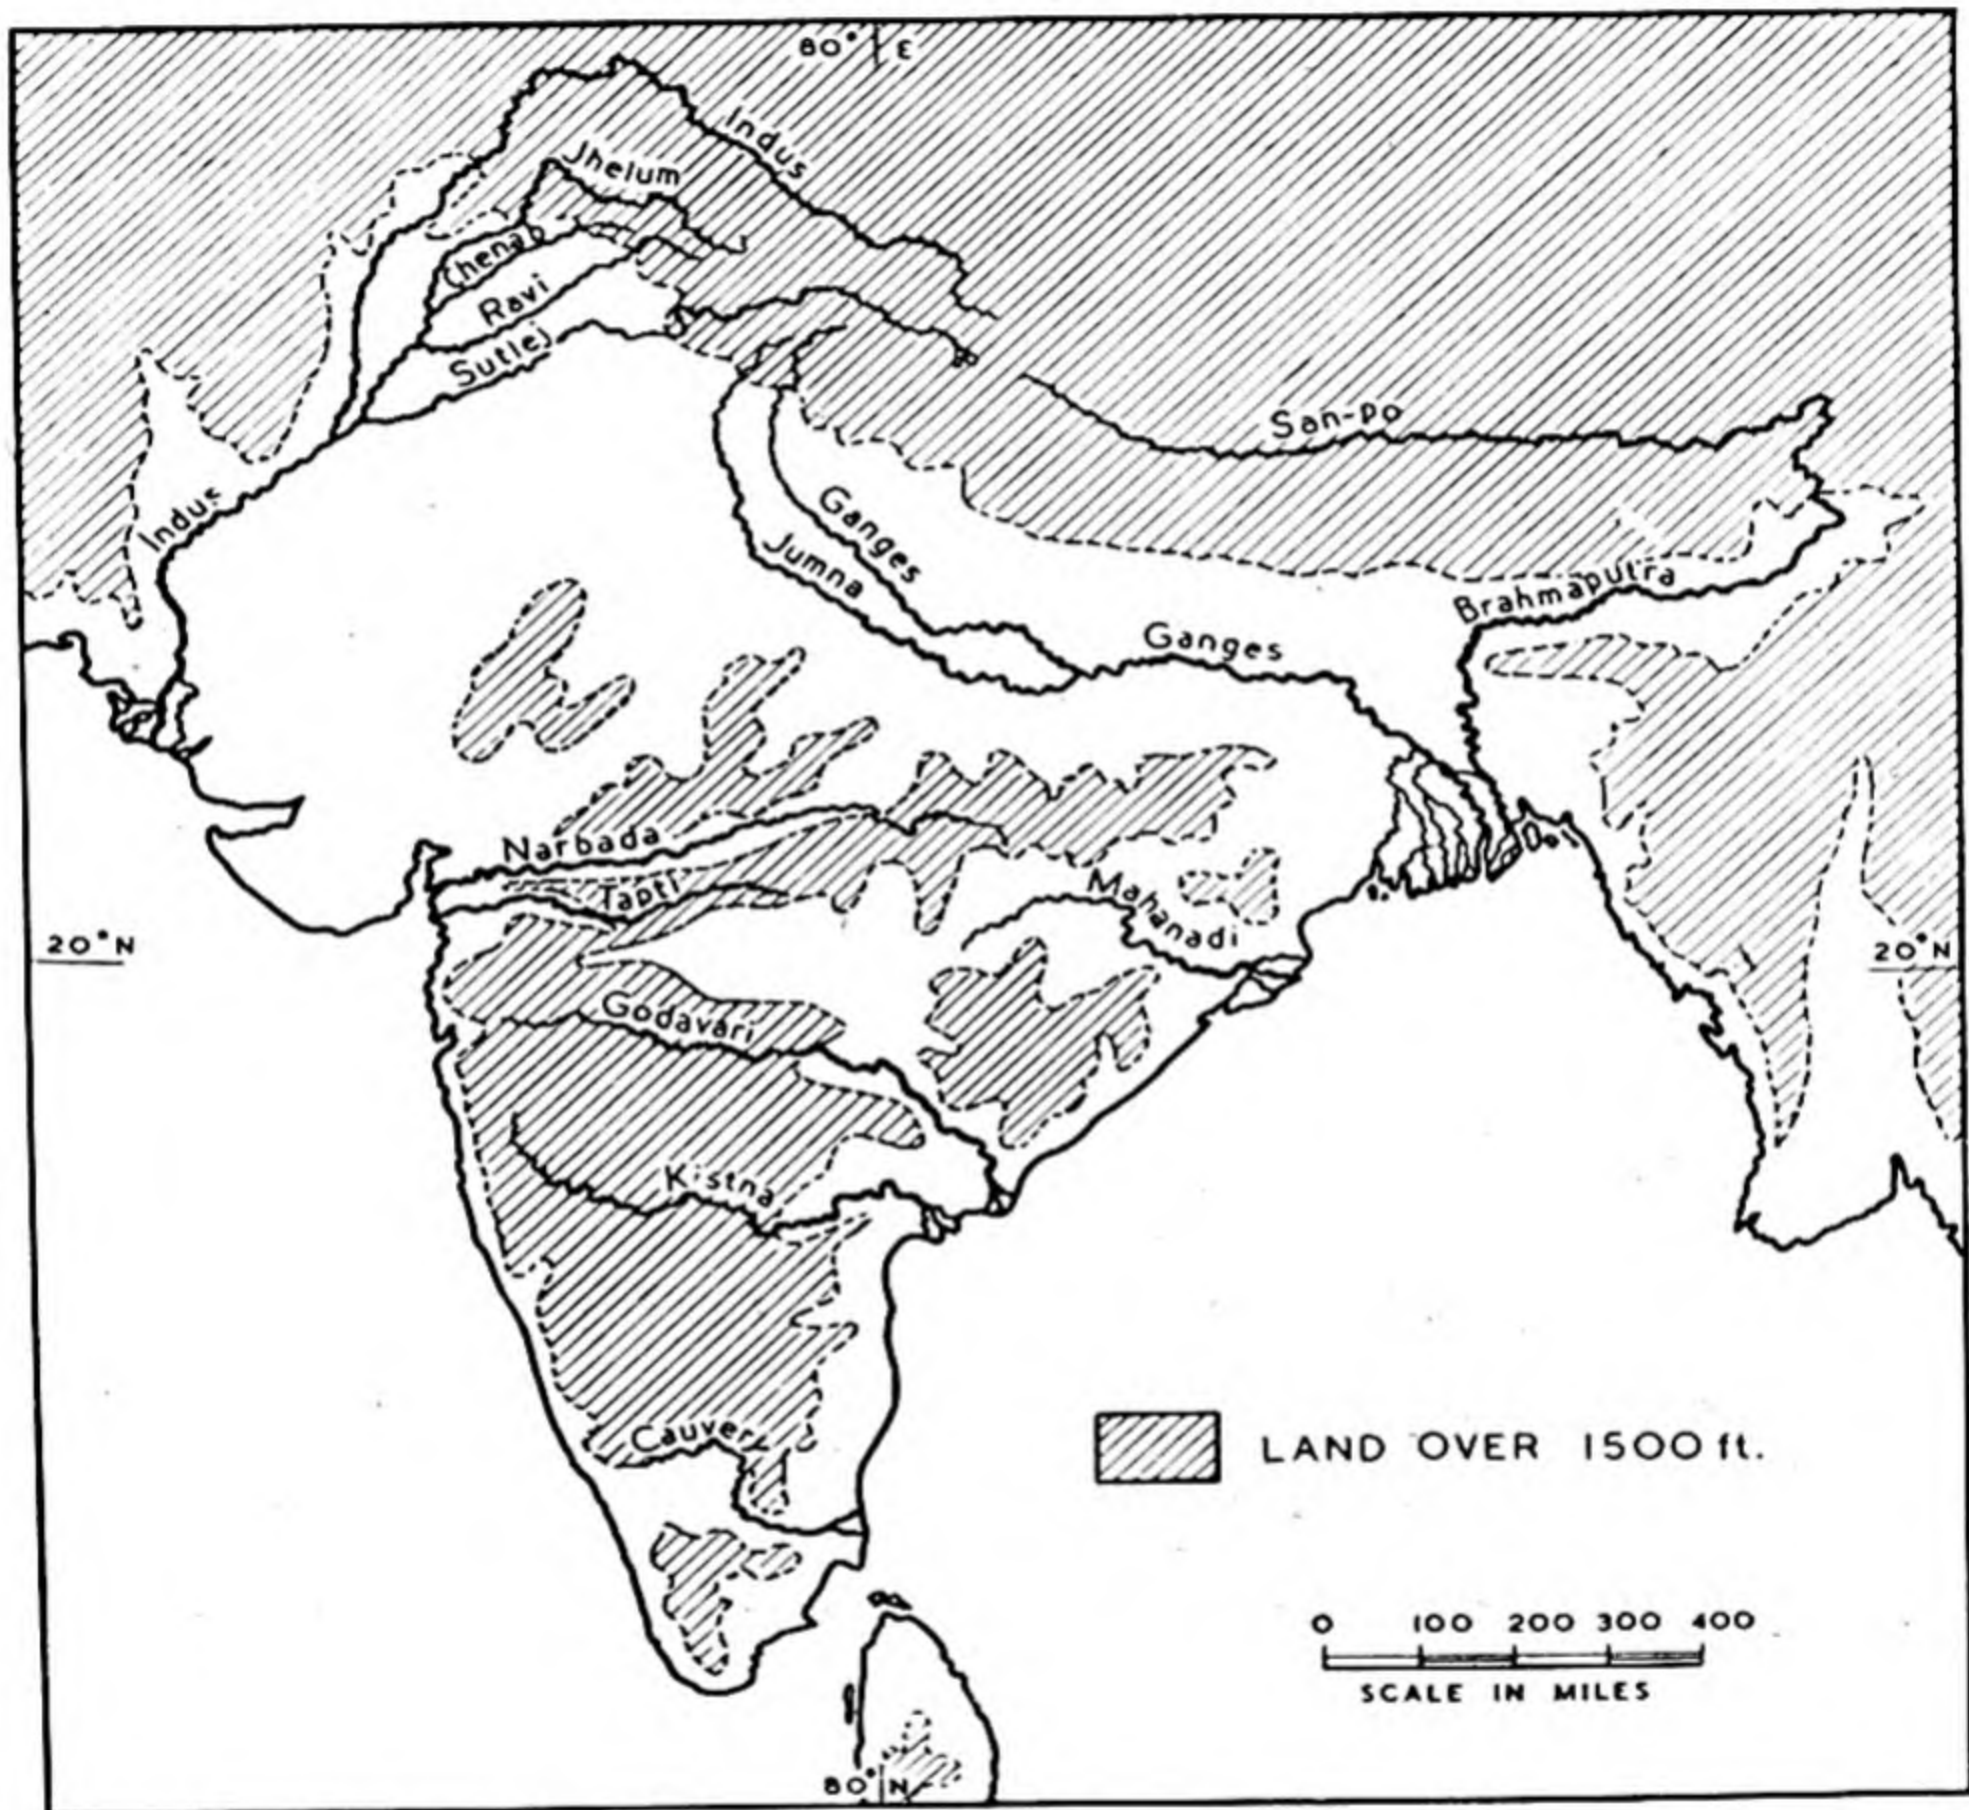 80° E
Indus
Jhelum
Chenab
Ravi
Sutlej
San-po
Indus
Ganges
Jumna
Brahmaputra
Ganges
Narbada
Tapti
Mahanadi
20°N
20°N
Godavari
Kistna
Cauvery
LAND OVER 1500 ft.
0 100 200 300 400
SCALE IN MILES
80° N